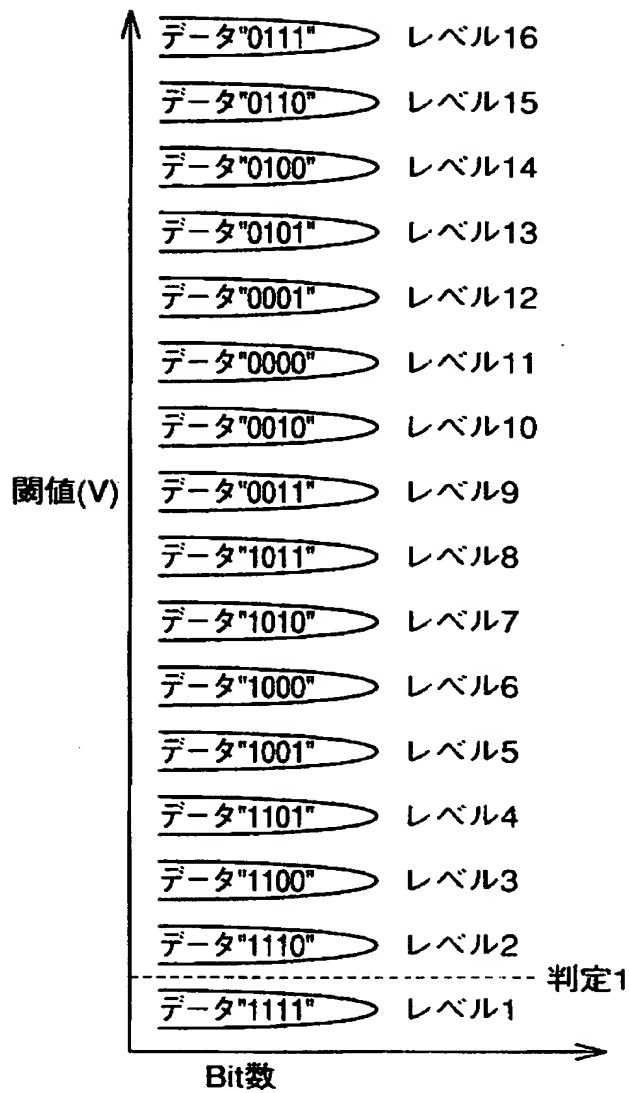 データ"0111" レベル16
データ"0110" レベル15
データ"0100" レベル14
データ"0101" レベル13
データ"0001" レベル12
データ"0000" レベル11
データ"0010" レベル10
閾値(V)
データ"0011" レベル9
データ"1011" レベル8
データ"1010" レベル7
データ"1000" レベル6
データ"1001" レベル5
データ"1101" レベル4
データ"1100" レベル3
データ"1110" レベル2
判定1
データ"1111" レベル1
Bit数